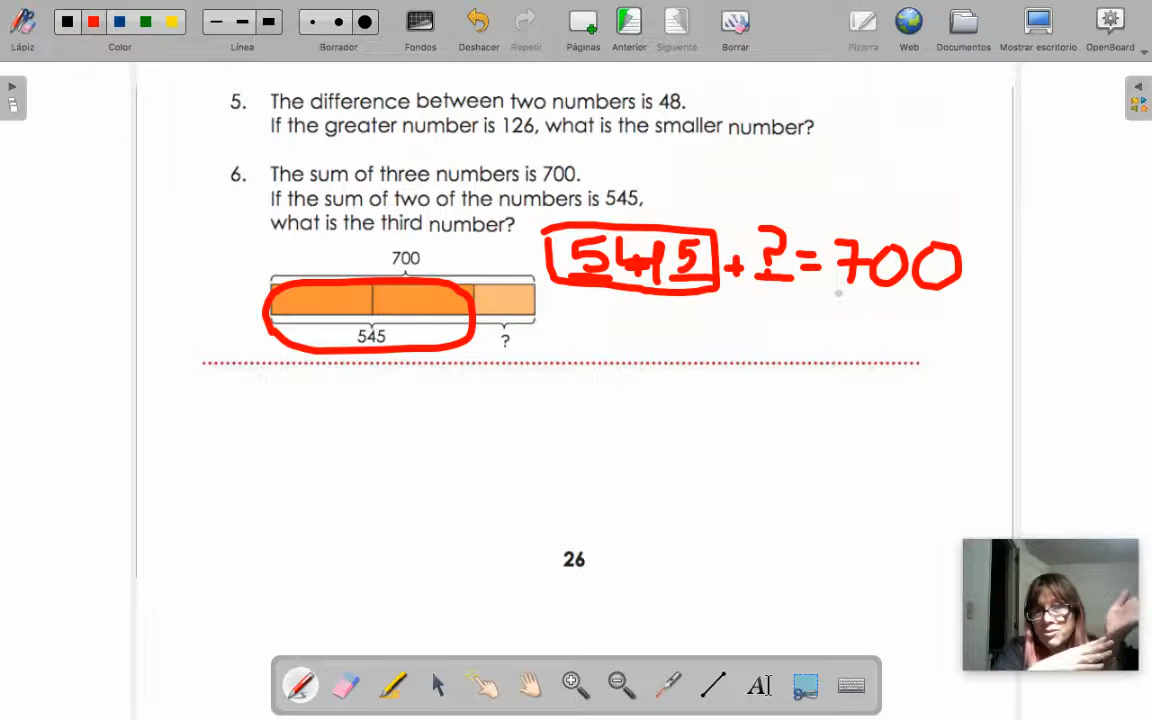 Lápiz Color Línea Borrador Fondos Deshacer Repetir Páginas Anterior Siguiente Borrar Pizarra Web Documentos Mostrar escritorio OpenBoard
5. The difference between two numbers is 48.
If the greater number is 126, what is the smaller number?
6. The sum of three numbers is 700.
If the sum of two of the numbers is 545,
what is the third number?
545 + ? = 700
700
545 ?
26